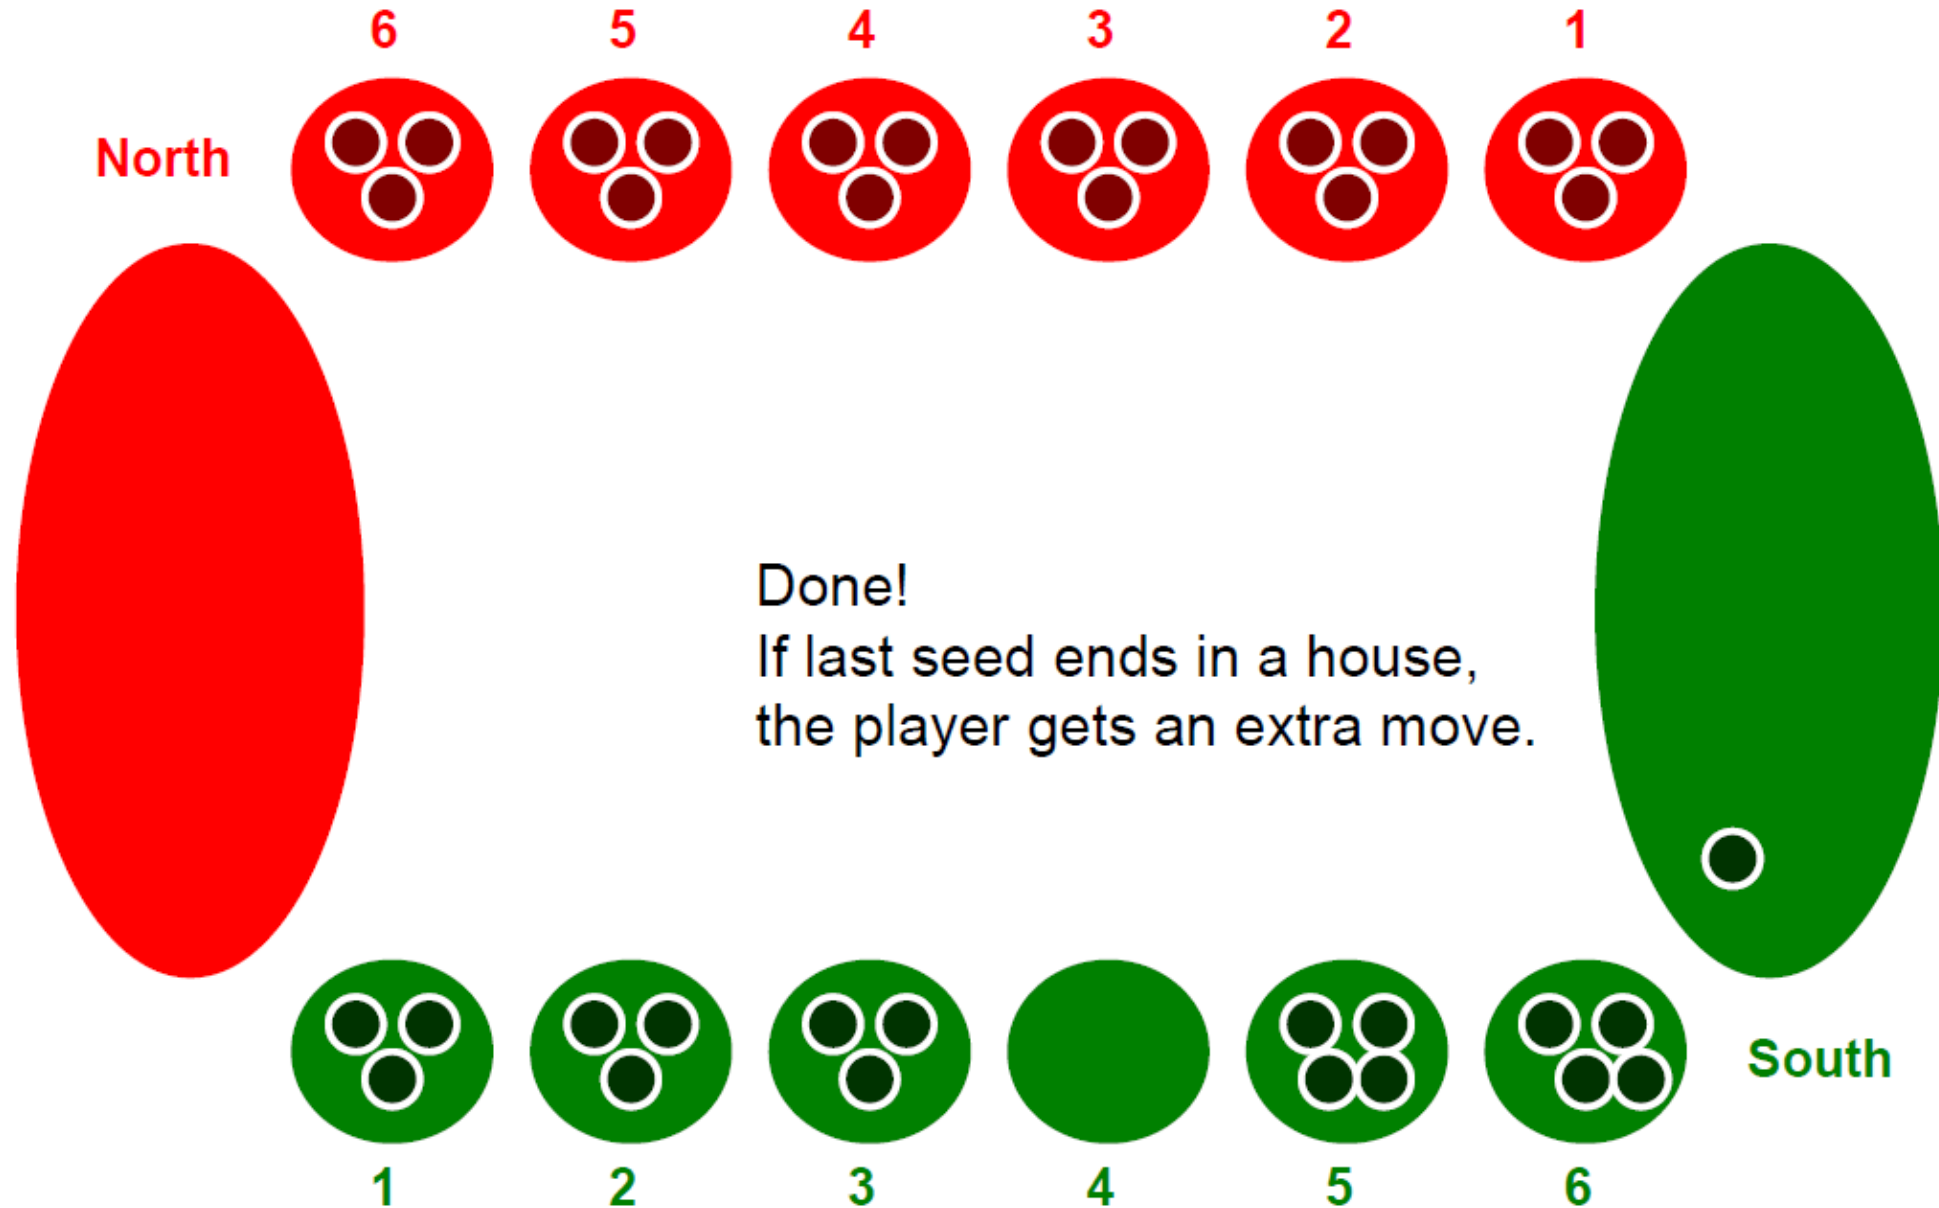 6 5 4 3 2 1
North
Done!
If last seed ends in a house,
the player gets an extra move.
South
1 2 3 4 5 6